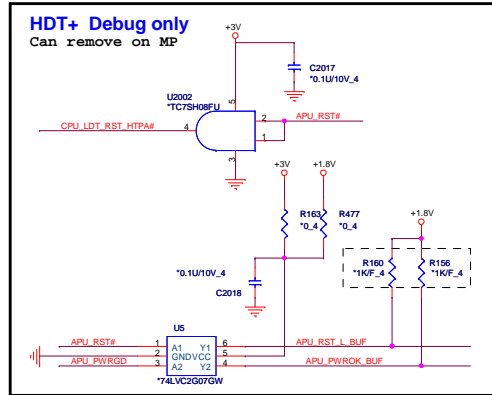 HDT+ Debug only
Can remove on MP
+3V
C2017
*0.1U/10V_4
U2002
*TC7SH08FU
5
CPU_LDT_RST_HTPA#
4
2
APU_RST#
1
3
+3V
+1.8V
R163
*0_4
R477
*0_4
+1.8V
*0.1U/10V_4
C2018
R160
*1K/F_4
R156
*1K/F_4
U5
APU_RST#
1
A1
Y1
6
APU_RST_L_BUF
2
GND
VCC
5
APU_PWRGD
3
A2
Y2
4
APU_PWROK_BUF
*74LVC2G07GW